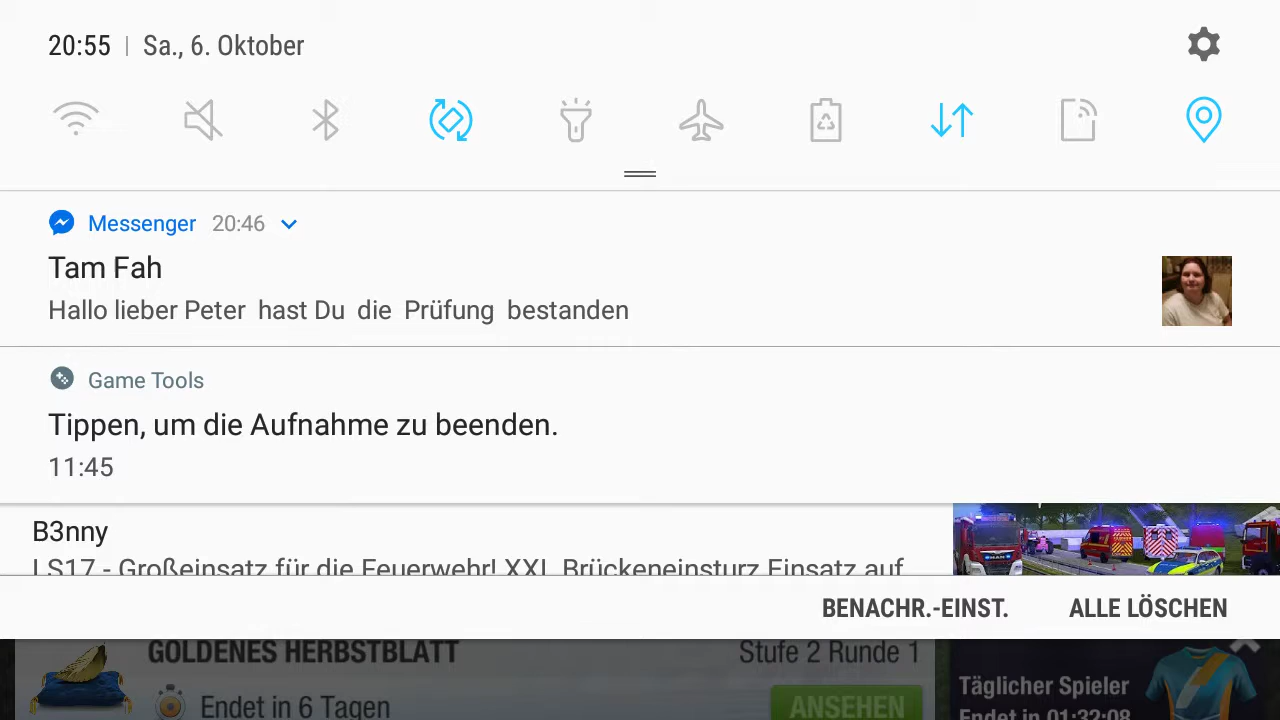 20:55 | Sa., 6. Oktober
Messenger 20:46
Tam Fah
Hallo lieber Peter hast Du die Prüfung bestanden
Game Tools
Tippen, um die Aufnahme zu beenden.
11:45
B3nny
LS17 - Großeinsatz für die Feuerwehr! XXL Brückeneinsturz Einsatz auf
BENACHR.-EINST. ALLE LÖSCHEN
GOLDENES HERBSTBLATT
Stufe 2 Runde 1
Endet in 6 Tagen
ANSEHEN
Täglicher Spieler
Endet in 01:32:08